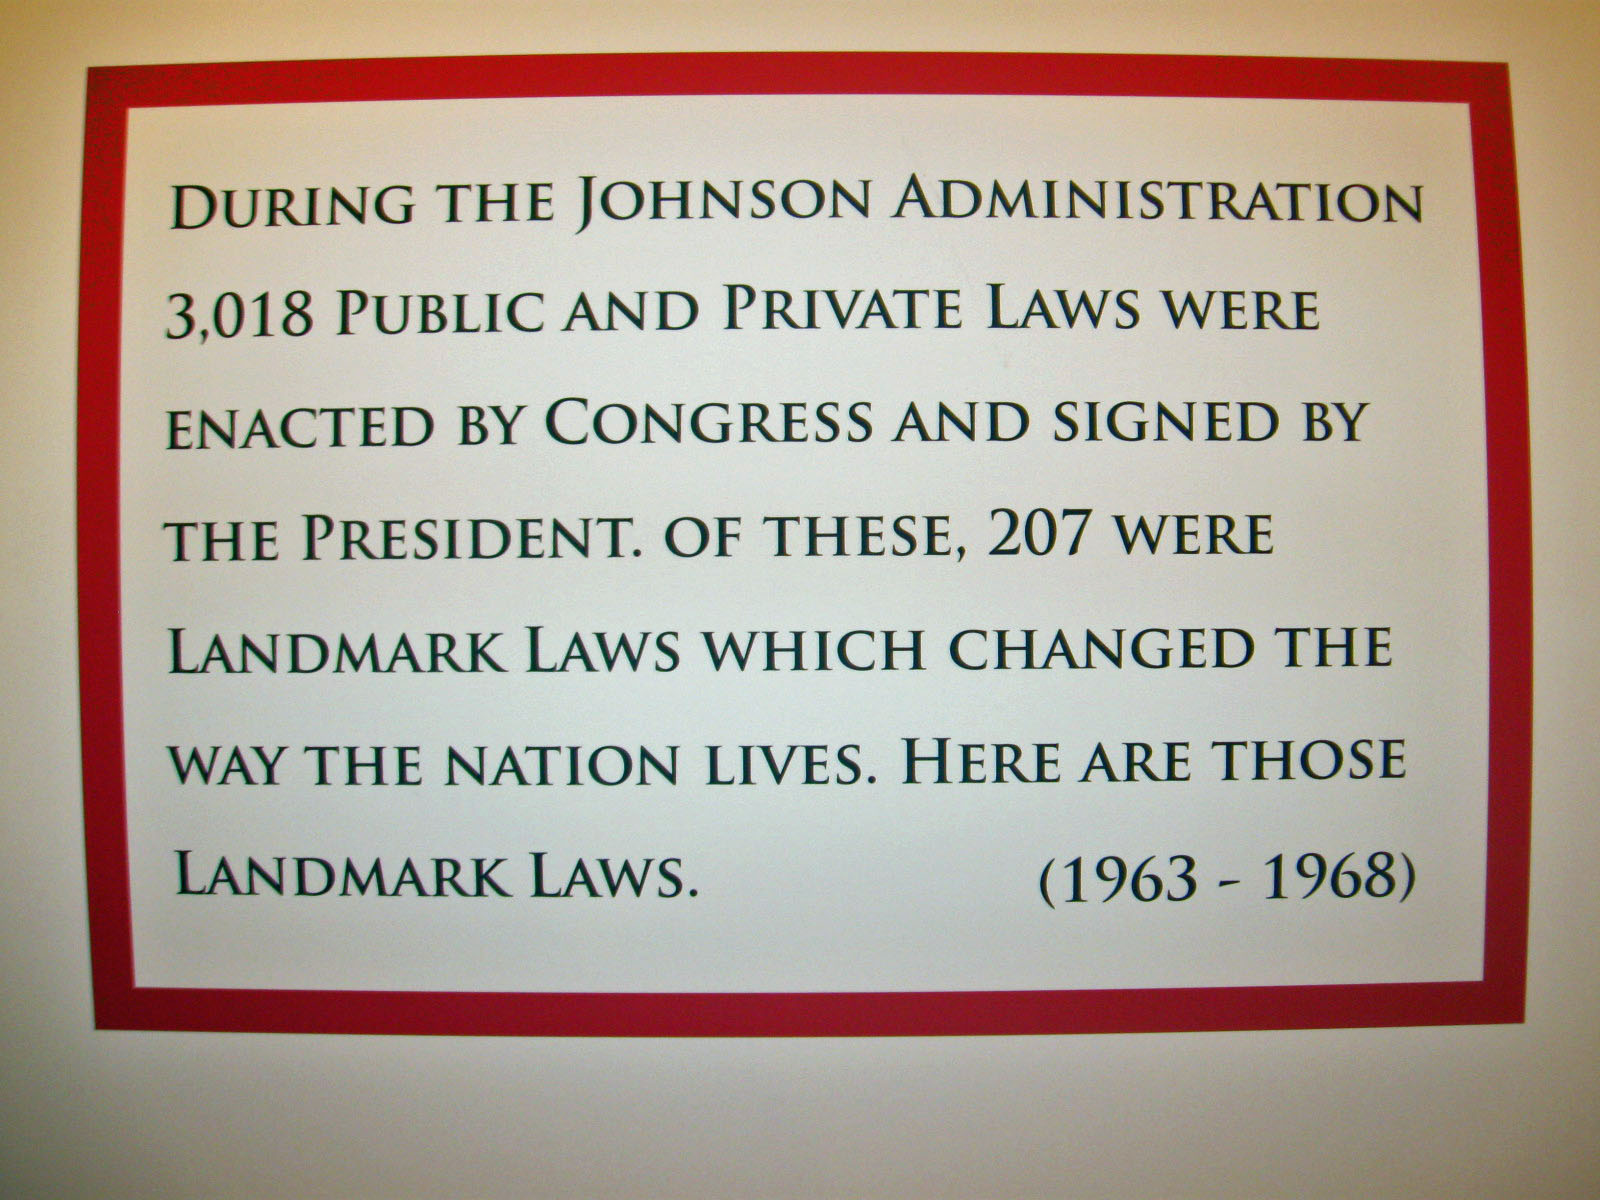 During the Johnson Administration
3,018 Public and Private Laws were
enacted by Congress and signed by
the President. of these, 207 were
Landmark Laws which changed the
way the nation lives. Here are those
Landmark Laws. (1963 - 1968)